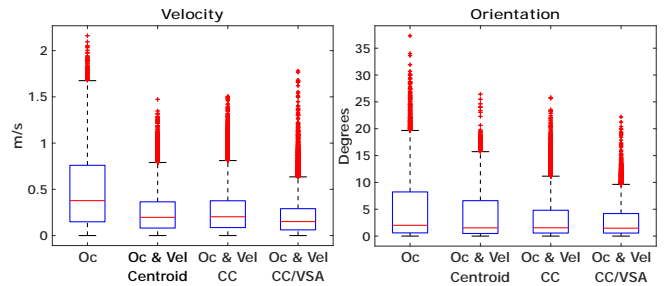 Velocity
Orientation
m/s
2
1.5
1
0.5
0
Oc
Oc & Vel
Centroid
Oc & Vel
CC
Oc & Vel
CC/VSA
Degrees
35
30
25
20
15
10
5
0
Oc
Oc & Vel
Centroid
Oc & Vel
CC
Oc & Vel
CC/VSA